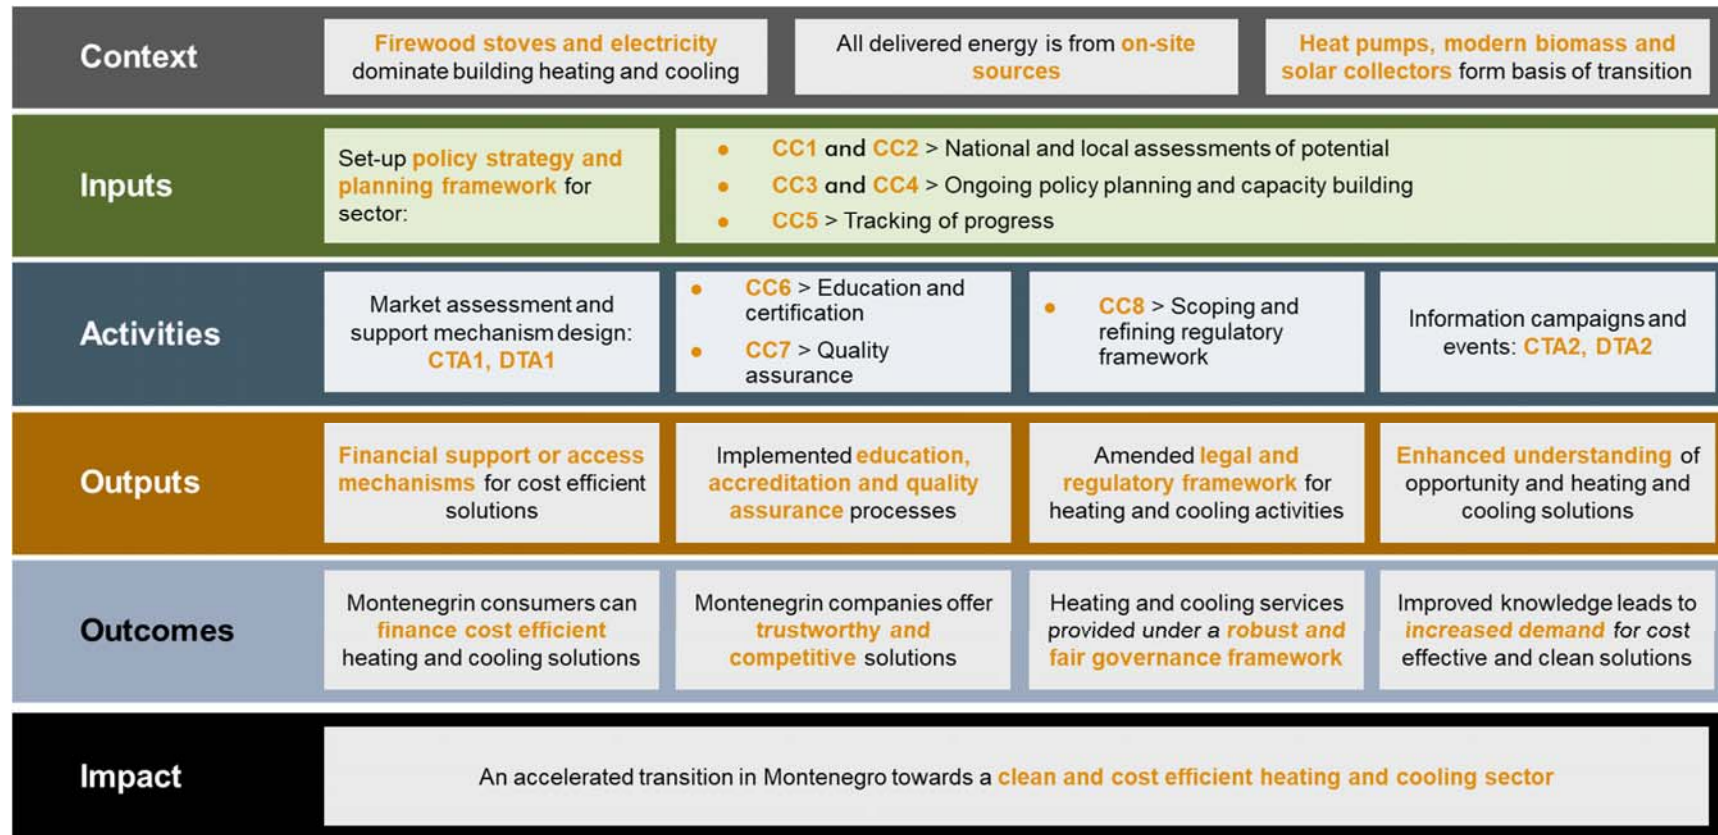 Context
Firewood stoves and electricity
dominate building heating and cooling
All delivered energy is from on-site
sources
Heat pumps, modern biomass and
solar collectors form basis of transition
Inputs
Set-up policy strategy and
planning framework for
sector:
● CC1 and CC2 > National and local assessments of potential
● CC3 and CC4 > Ongoing policy planning and capacity building
● CC5 > Tracking of progress
Activities
Market assessment and
support mechanism design:
CTA1, DTA1
● CC6 > Education and
certification
● CC7 > Quality
assurance
● CC8 > Scoping and
refining regulatory
framework
Information campaigns and
events: CTA2, DTA2
Outputs
Financial support or access
mechanisms for cost efficient
solutions
Implemented education,
accreditation and quality
assurance processes
Amended legal and
regulatory framework for
heating and cooling activities
Enhanced understanding of
opportunity and heating and
cooling solutions
Outcomes
Montenegrin consumers can
finance cost efficient
heating and cooling solutions
Montenegrin companies offer
trustworthy and
competitive solutions
Heating and cooling services
provided under a robust and
fair governance framework
Improved knowledge leads to
increased demand for cost
effective and clean solutions
Impact
An accelerated transition in Montenegro towards a clean and cost efficient heating and cooling sector